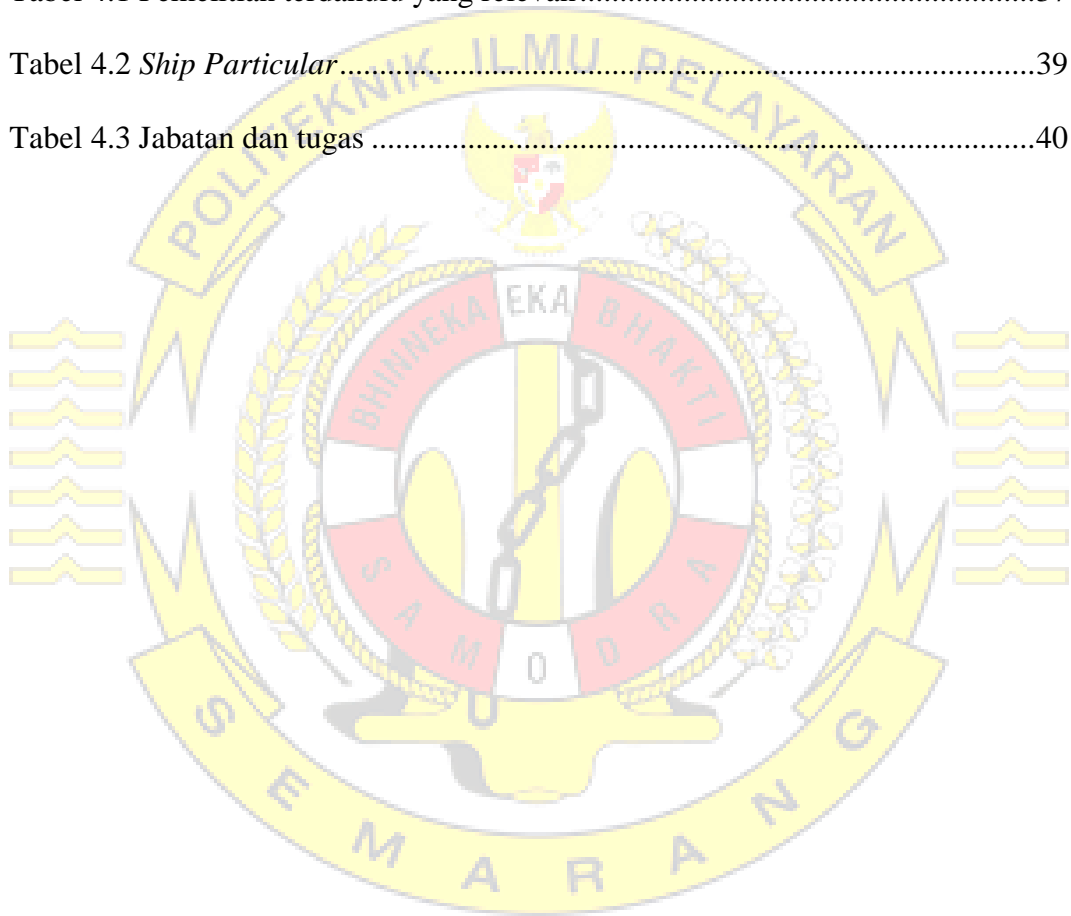 Tabel 4.2 Ship Particular....................39
Tabel 4.3 Jabatan dan tugas....................40
POLITEKNIK ILMU PELAYARAN
BHINNEKA EKA BHAKTI
SAMODRA
SEMARANG